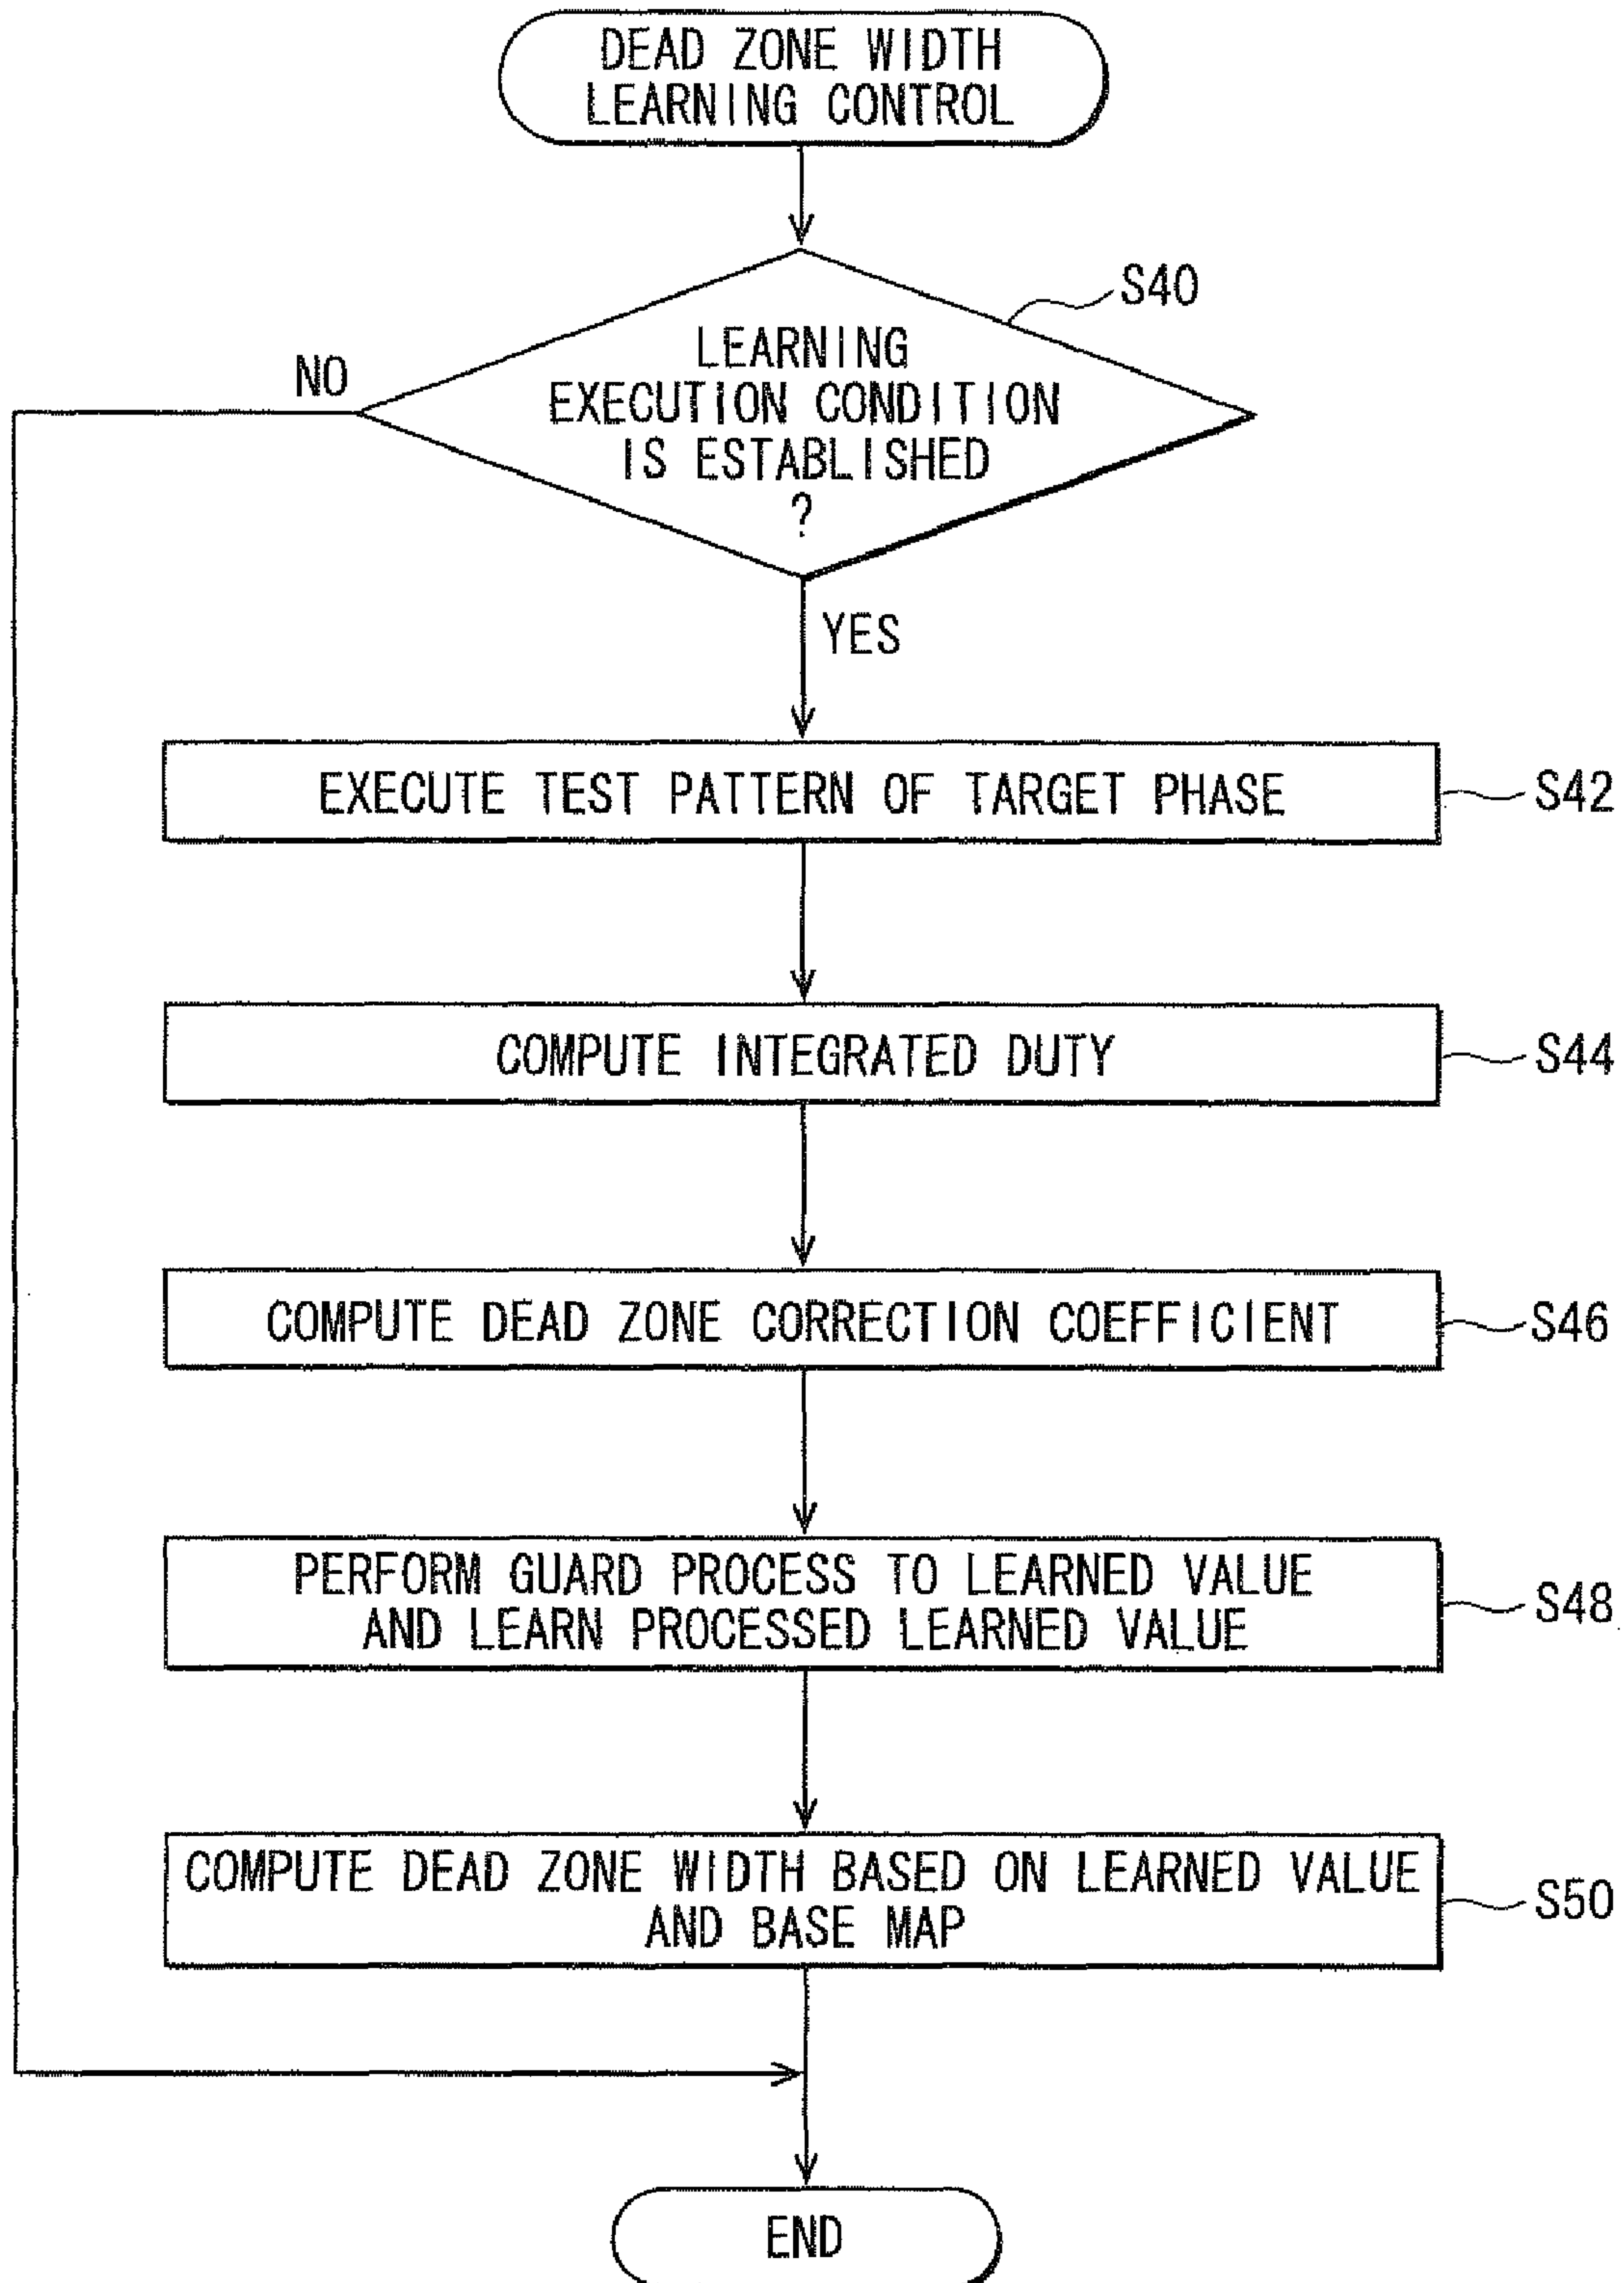 DEAD ZONE WIDTH
LEARNING CONTROL
S40
LEARNING
EXECUTION CONDITION
IS ESTABLISHED
?
NO
YES
EXECUTE TEST PATTERN OF TARGET PHASE
S42
COMPUTE INTEGRATED DUTY
S44
COMPUTE DEAD ZONE CORRECTION COEFFICIENT
S46
PERFORM GUARD PROCESS TO LEARNED VALUE
AND LEARN PROCESSED LEARNED VALUE
S48
COMPUTE DEAD ZONE WIDTH BASED ON LEARNED VALUE
AND BASE MAP
S50
END